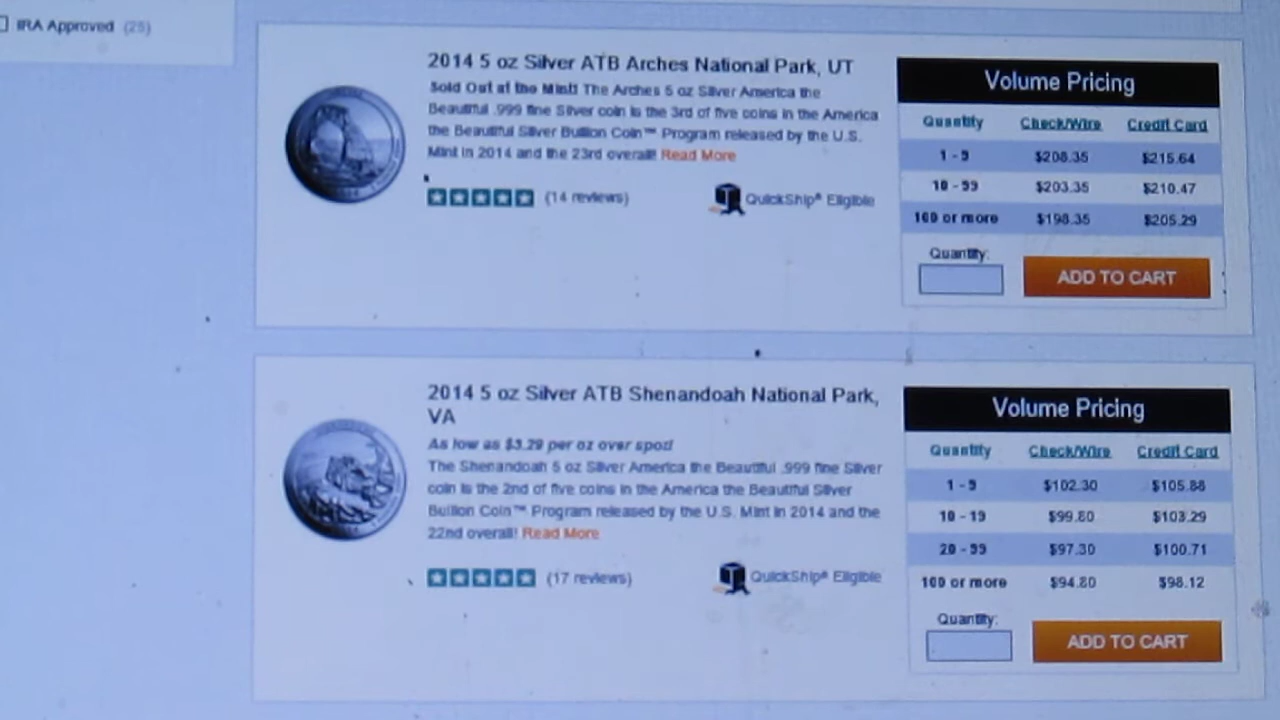 IRA Approved (25)
2014 5 oz Silver ATB Arches National Park, UT
Sold Out at the Mint! The Arches 5 oz Silver America the
Beautiful .999 fine Silver coin is the 3rd of five coins in the America
the Beautiful Silver Bullion Coin™ Program released by the U.S.
Mint in 2014 and the 23rd overall! Read More
(14 reviews)
QuickShip® Eligible
Volume Pricing
Quantity Check/Wire Credit Card
1 - 9 $208.35 $215.64
10 - 99 $203.35 $210.47
100 or more $198.35 $205.29
Quantity:
ADD TO CART
2014 5 oz Silver ATB Shenandoah National Park,
VA
As low as $3.29 per oz over spot!
The Shenandoah 5 oz Silver America the Beautiful .999 fine Silver
coin is the 2nd of five coins in the America the Beautiful Silver
Bullion Coin™ Program released by the U.S. Mint in 2014 and the
22nd overall! Read More
(17 reviews)
QuickShip® Eligible
Volume Pricing
Quantity Check/Wire Credit Card
1 - 9 $102.30 $105.88
10 - 19 $99.80 $103.29
20 - 99 $97.30 $100.71
100 or more $94.80 $98.12
Quantity:
ADD TO CART